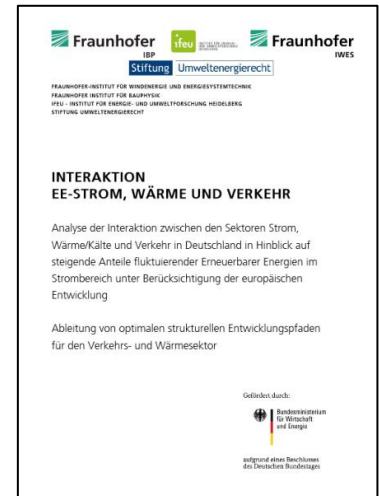 Fraunhofer
IBP
ifeu
Fraunhofer
IWES
Stiftung Umweltenergierecht
FRAUNHOFER-INSTITUT FÜR WINDENERGIE UND ENERGIESYSTEMTECHNIK
FRAUNHOFER INSTITUT FÜR BAUPHYSIK
IFEU - INSTITUT FÜR ENERGIE- UND UMWELTFORSCHUNG HEIDELBERG
STIFTUNG UMWELTENERGIERECHT
INTERAKTION
EE-STROM, WÄRME UND VERKEHR
Analyse der Interaktion zwischen den Sektoren Strom,
Wärme/Kälte und Verkehr in Deutschland in Hinblick auf
steigende Anteile fluktuierender Erneuerbarer Energien im
Strombereich unter Berücksichtigung der europäischen
Entwicklung
Ableitung von optimalen strukturellen Entwicklungspfaden
für den Verkehrs- und Wärmesektor
Gefördert durch:
Bundesministerium
für Wirtschaft
und Energie
aufgrund eines Beschlusses
des Deutschen Bundestages